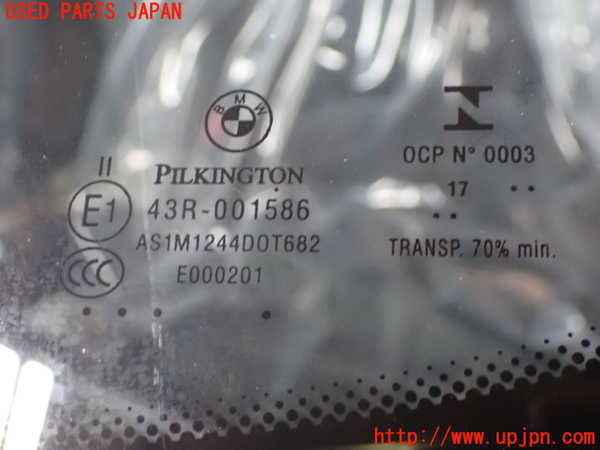 USED PARTS JAPAN
BMW
II
PILKINGTON
E1
43R-001586
AS1M1244DOT682
CCC
E000201
OCP Nº 0003
17
TRANSP. 70% min.
http://www.upjpn.com/